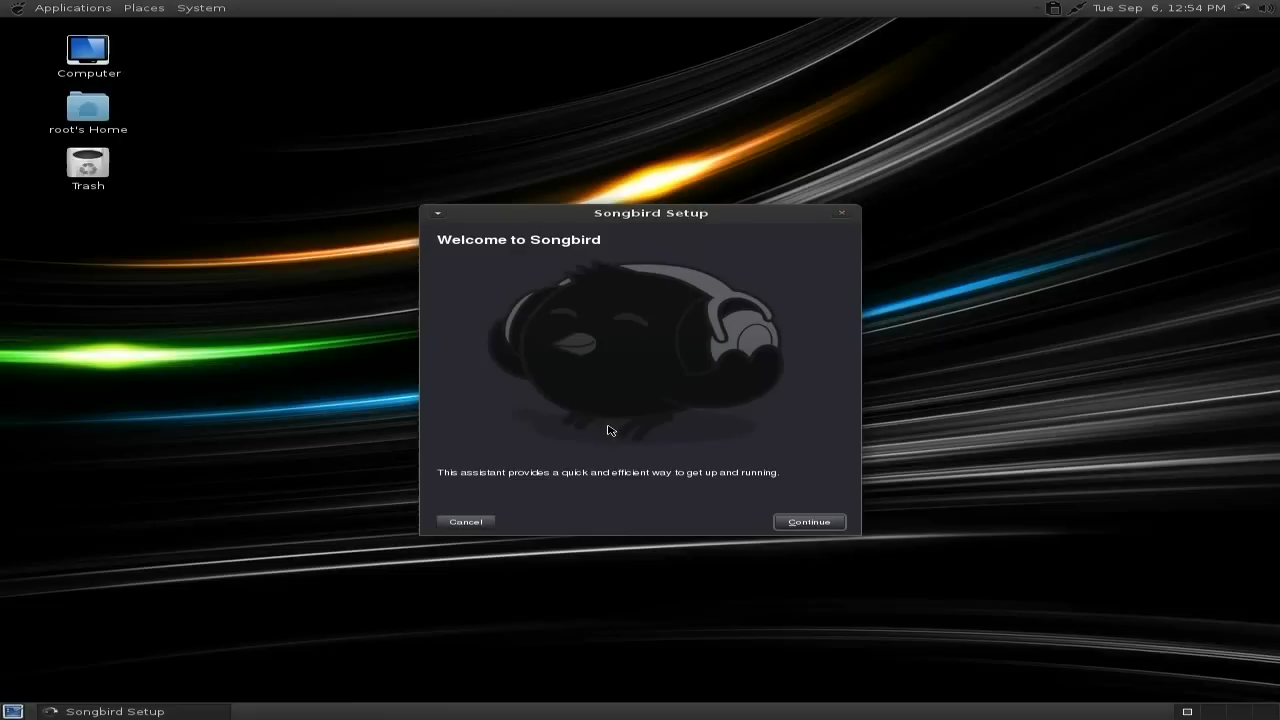 Applications Places System Tue Sep 6, 12:54 PM
Computer
root's Home
Trash
Songbird Setup
Welcome to Songbird
This assistant provides a quick and efficient way to get up and running.
Cancel Continue
Songbird Setup